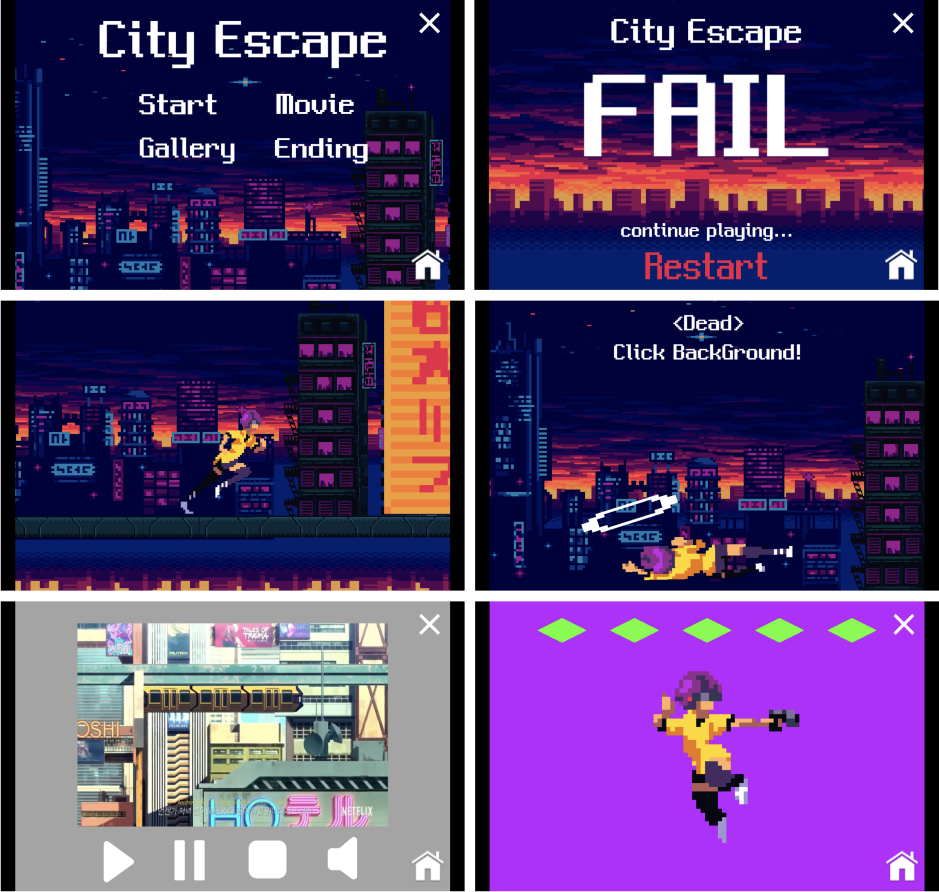 City Escape
Start Movie
Gallery Ending
City Escape
FAIL
continue playing...
Restart
<Dead>
Click BackGround!
TALES OF
OSHI
HOテル
NETFLIX